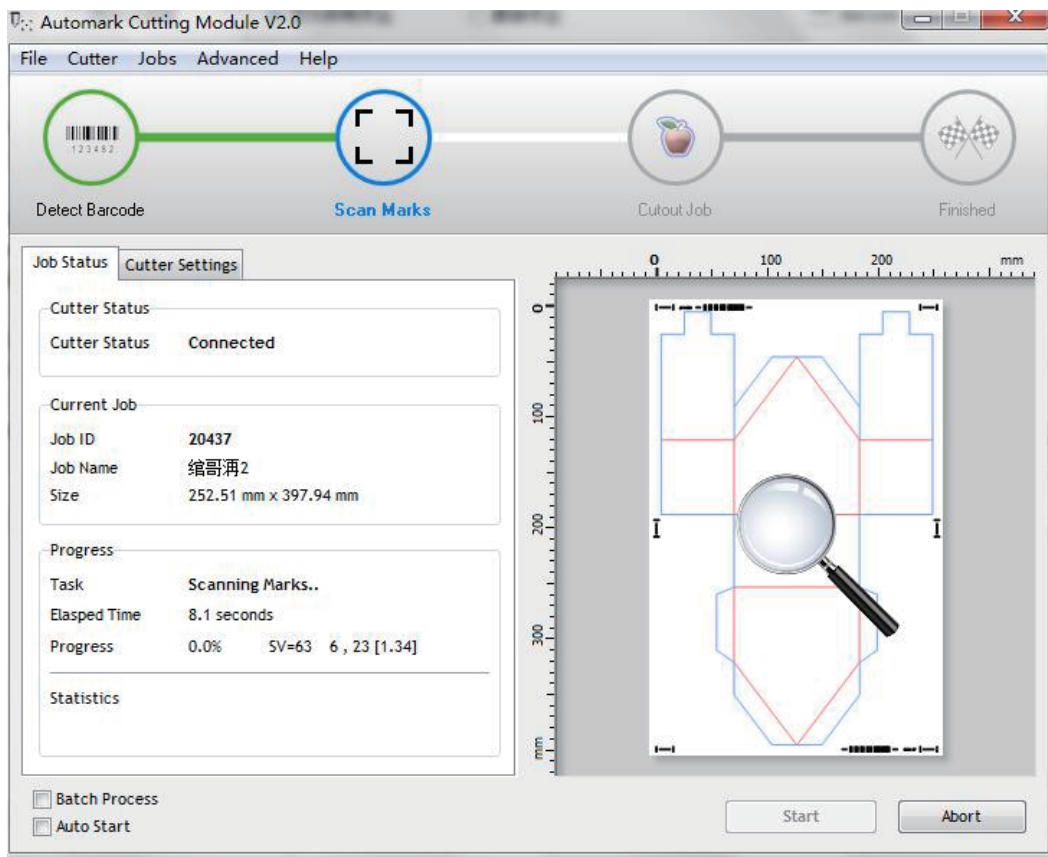 Automark Cutting Module V2.0
File Cutter Jobs Advanced Help
123482
Detect Barcode Scan Marks Cutout Job Finished
Job Status Cutter Settings
0 100 200 mm
Cutter Status
Cutter Status Connected
Current Job
Job ID 20437
Job Name 绾哥洅2
Size 252.51 mm x 397.94 mm
Progress
Task Scanning Marks..
Elasped Time 8.1 seconds
Progress 0.0% SV=63 6 , 23 [1.34]
Statistics
0
100
200
300
mm
Batch Process
Auto Start
Start Abort